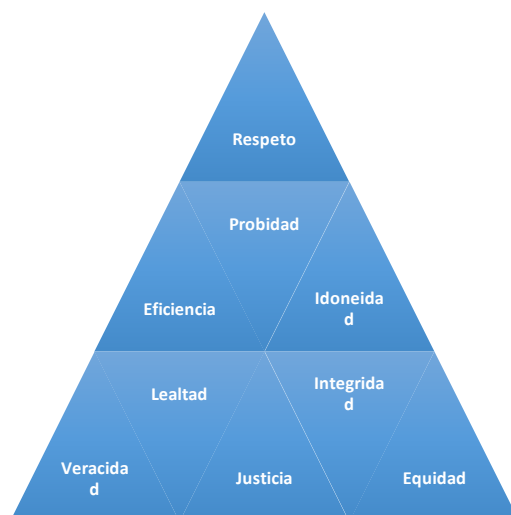 Respeto
Probidad
Eficiencia
Idoneida
d
Lealtad
Integrida
d
Veracida
d
Justicia
Equidad